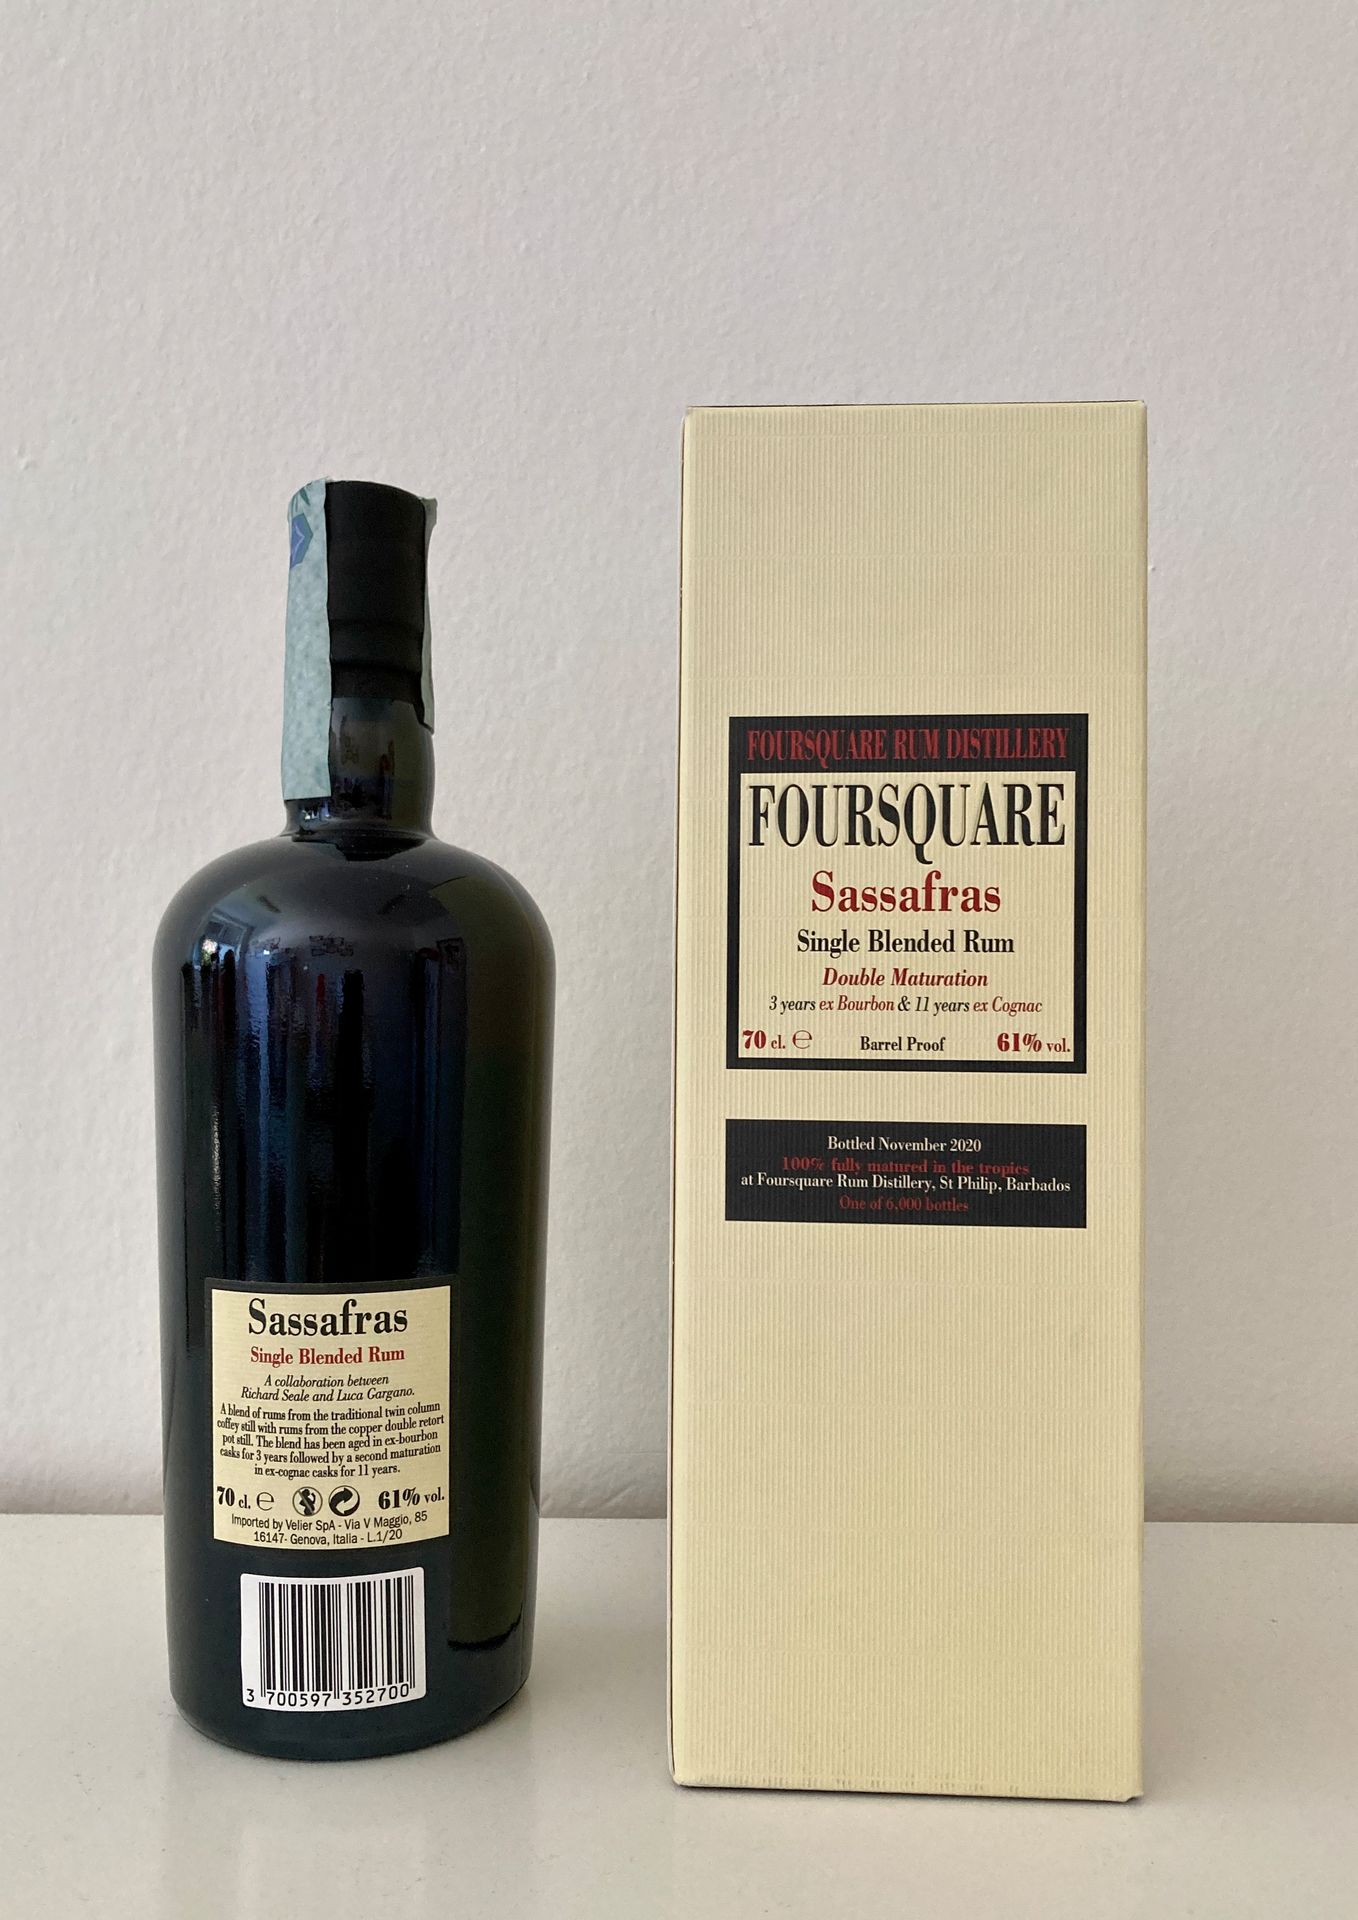 Sassafras
Single Blended Rum
A collaboration between
Richard Seale and Luca Gargano.
A blend of rums from the traditional twin column
coffey still with rums from the copper double retort
pot still. The blend has been aged in ex-bourbon
casks for 3 years followed by a second maturation
in ex-cognac casks for 11 years.
70 cl. ℮ 61% vol.
Imported by Velier SpA - Via V Maggio, 85
16147- Genova, Italia - L.1/20
3 700597 352700
FOURSQUARE RUM DISTILLERY
FOURSQUARE
Sassafras
Single Blended Rum
Double Maturation
3 years ex Bourbon & 11 years ex Cognac
70 cl. ℮ Barrel Proof 61% vol.
Bottled November 2020
100% fully matured in the tropics
at Foursquare Rum Distillery, St Philip, Barbados
One of 6,000 bottles